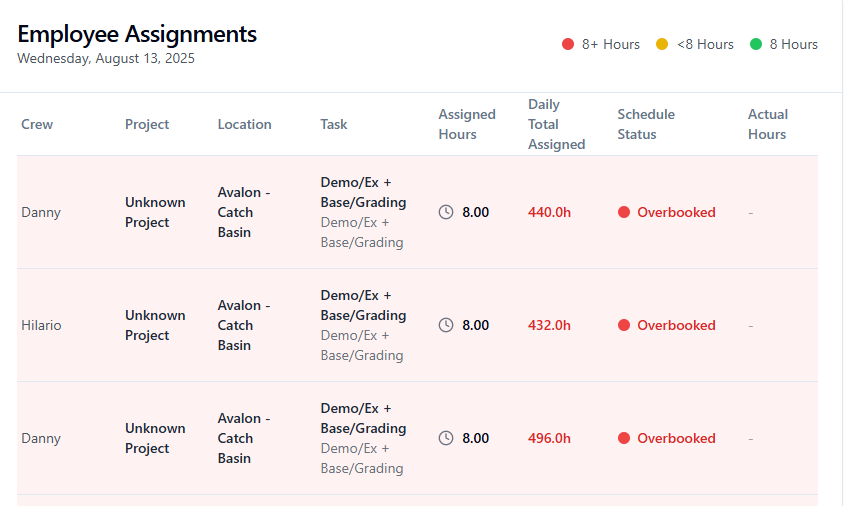 Employee Assignments
Wednesday, August 13, 2025
8+ Hours <8 Hours 8 Hours
Crew Project Location Task Assigned Hours Daily Total Assigned Schedule Status Actual Hours
Danny Unknown Project Avalon - Catch Basin Demo/Ex + Base/Grading Demo/Ex + Base/Grading 8.00 440.0h Overbooked -
Hilario Unknown Project Avalon - Catch Basin Demo/Ex + Base/Grading Demo/Ex + Base/Grading 8.00 432.0h Overbooked -
Danny Unknown Project Avalon - Catch Basin Demo/Ex + Base/Grading Demo/Ex + Base/Grading 8.00 496.0h Overbooked -